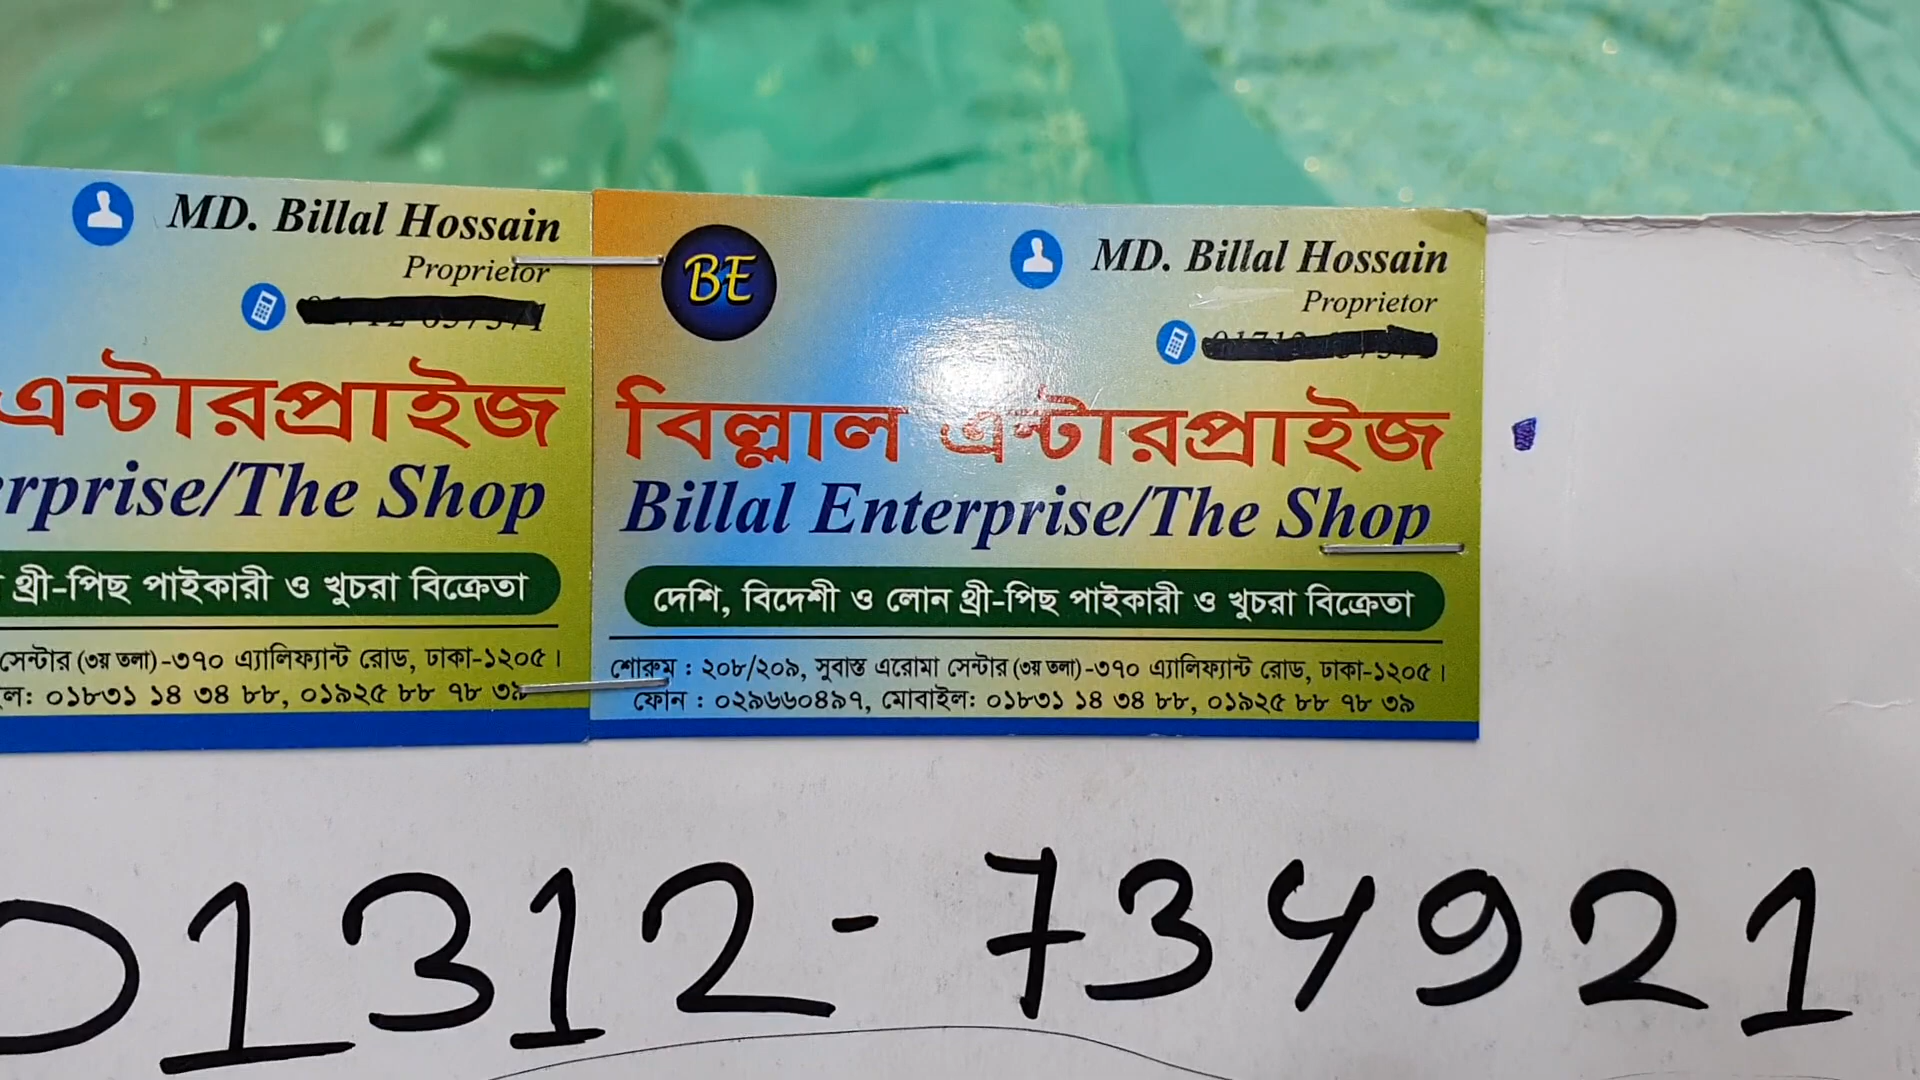 MD. Billal Hossain
Proprietor
এন্টারপ্রাইজ
rprise/The Shop
থ্রী-পিছ পাইকারী ও খুচরা বিক্রেতা
সেন্টার (৩য় তলা)-৩৭০ এ্যালিফ্যান্ট রোড, ঢাকা-১২০৫।
ল: ০১৮৩১ ১৪ ৩৪ ৮৮, ০১৯২৫ ৮৮ ৭৮ ৩৯
BE
MD. Billal Hossain
Proprietor
বিল্লাল এন্টারপ্রাইজ
Billal Enterprise/The Shop
দেশি, বিদেশী ও লোন থ্রী-পিছ পাইকারী ও খুচরা বিক্রেতা
শোরুম : ২০৮/২০৯, সুবাস্ত এরোমা সেন্টার (৩য় তলা)-৩৭০ এ্যালিফ্যান্ট রোড, ঢাকা-১২০৫।
ফোন : ০২৯৬৬০৪৯৭, মোবাইল: ০১৮৩১ ১৪ ৩৪ ৮৮, ০১৯২৫ ৮৮ ৭৮ ৩৯
01312-734921